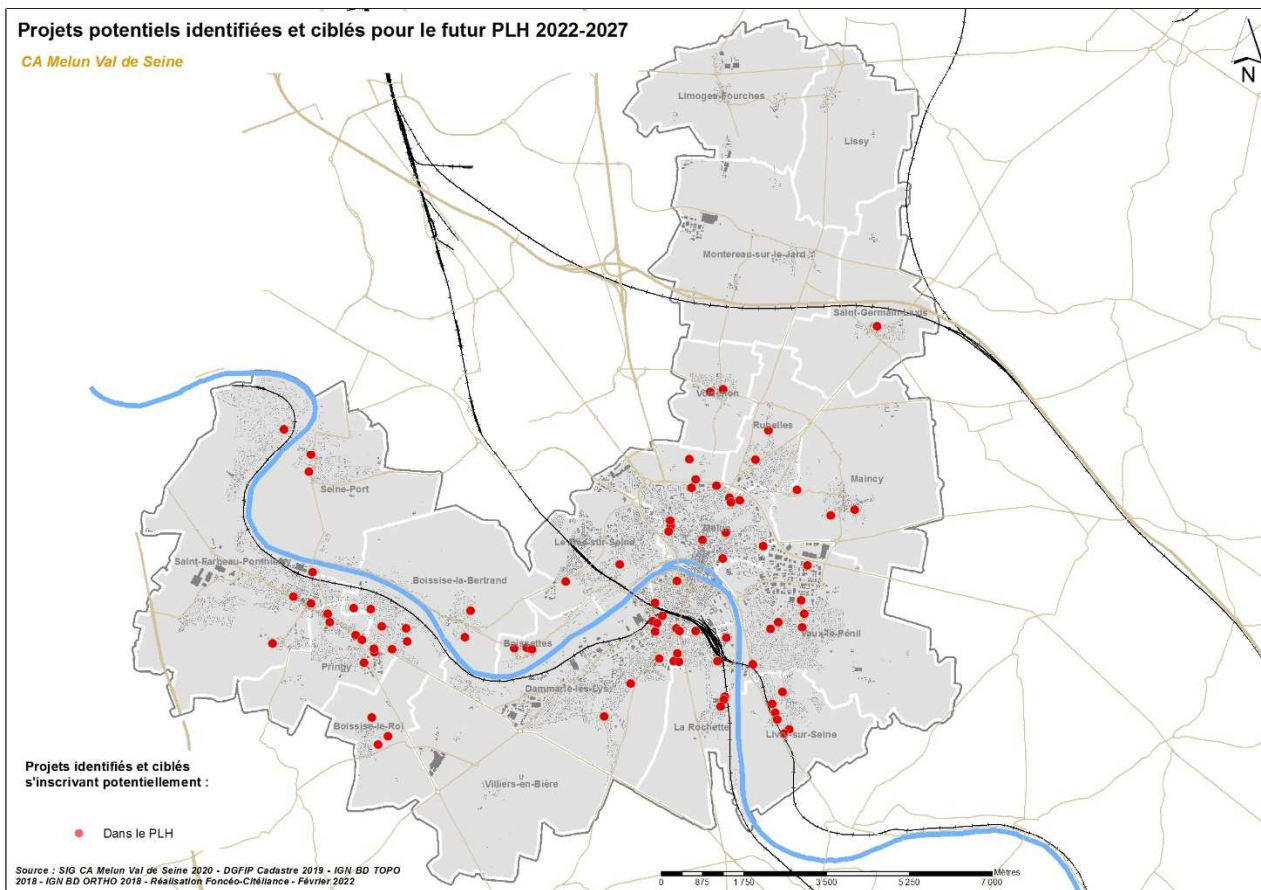 Projets potentiels identifiées et ciblés pour le futur PLH 2022-2027
CA Melun Val de Seine
N
Limoges-Fourches
Lissy
Montereau-sur-le-Jard
Saint-Germain-Laxis
Voisenon
Rubelles
Maincy
Seine-Port
Melun
Le Mée-sur-Seine
Saint-Fargeau-Ponthierry
Boissise-la-Bertrand
Vaux-le-Pénil
Boissettes
Pringy
Dammarie-les-Lys
Boissise-le-Roi
La Rochette
Livry-sur-Seine
Villiers-en-Bière
Projets identifiés et ciblés
s'inscrivant potentiellement :
Dans le PLH
Source : SIG CA Melun Val de Seine 2020 - DGFIP Cadastre 2019 - IGN BD TOPO
2018 - IGN BD ORTHO 2018 - Réalisation Foncéo-Citéliance - Février 2022
Mètres
0 875 1 750 3 500 5 250 7 000